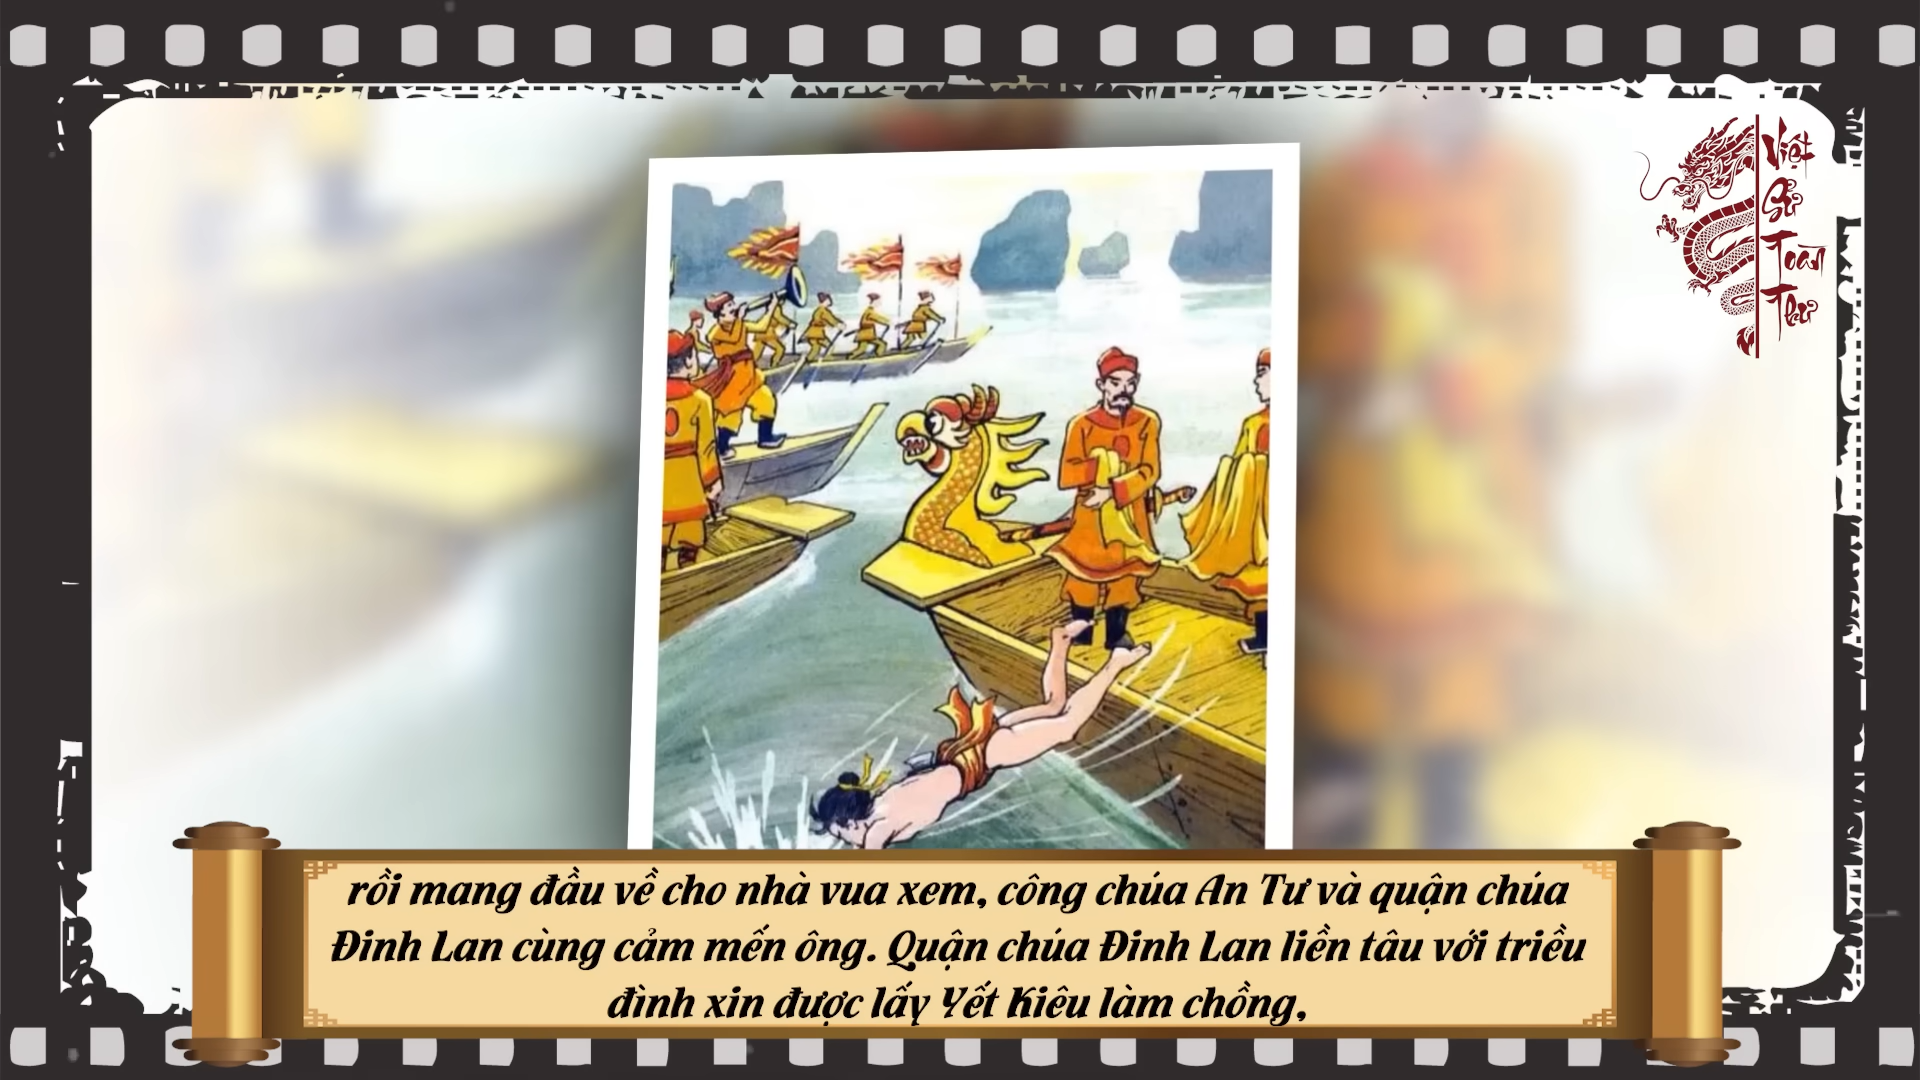 Việt
Sử
Toàn
Thư
rồi mang đầu về cho nhà vua xem, công chúa An Tư và quận chúa
Đinh Lan cùng cảm mến ông. Quận chúa Đinh Lan liền tâu với triều
đình xin được lấy Yết Kiêu làm chồng,